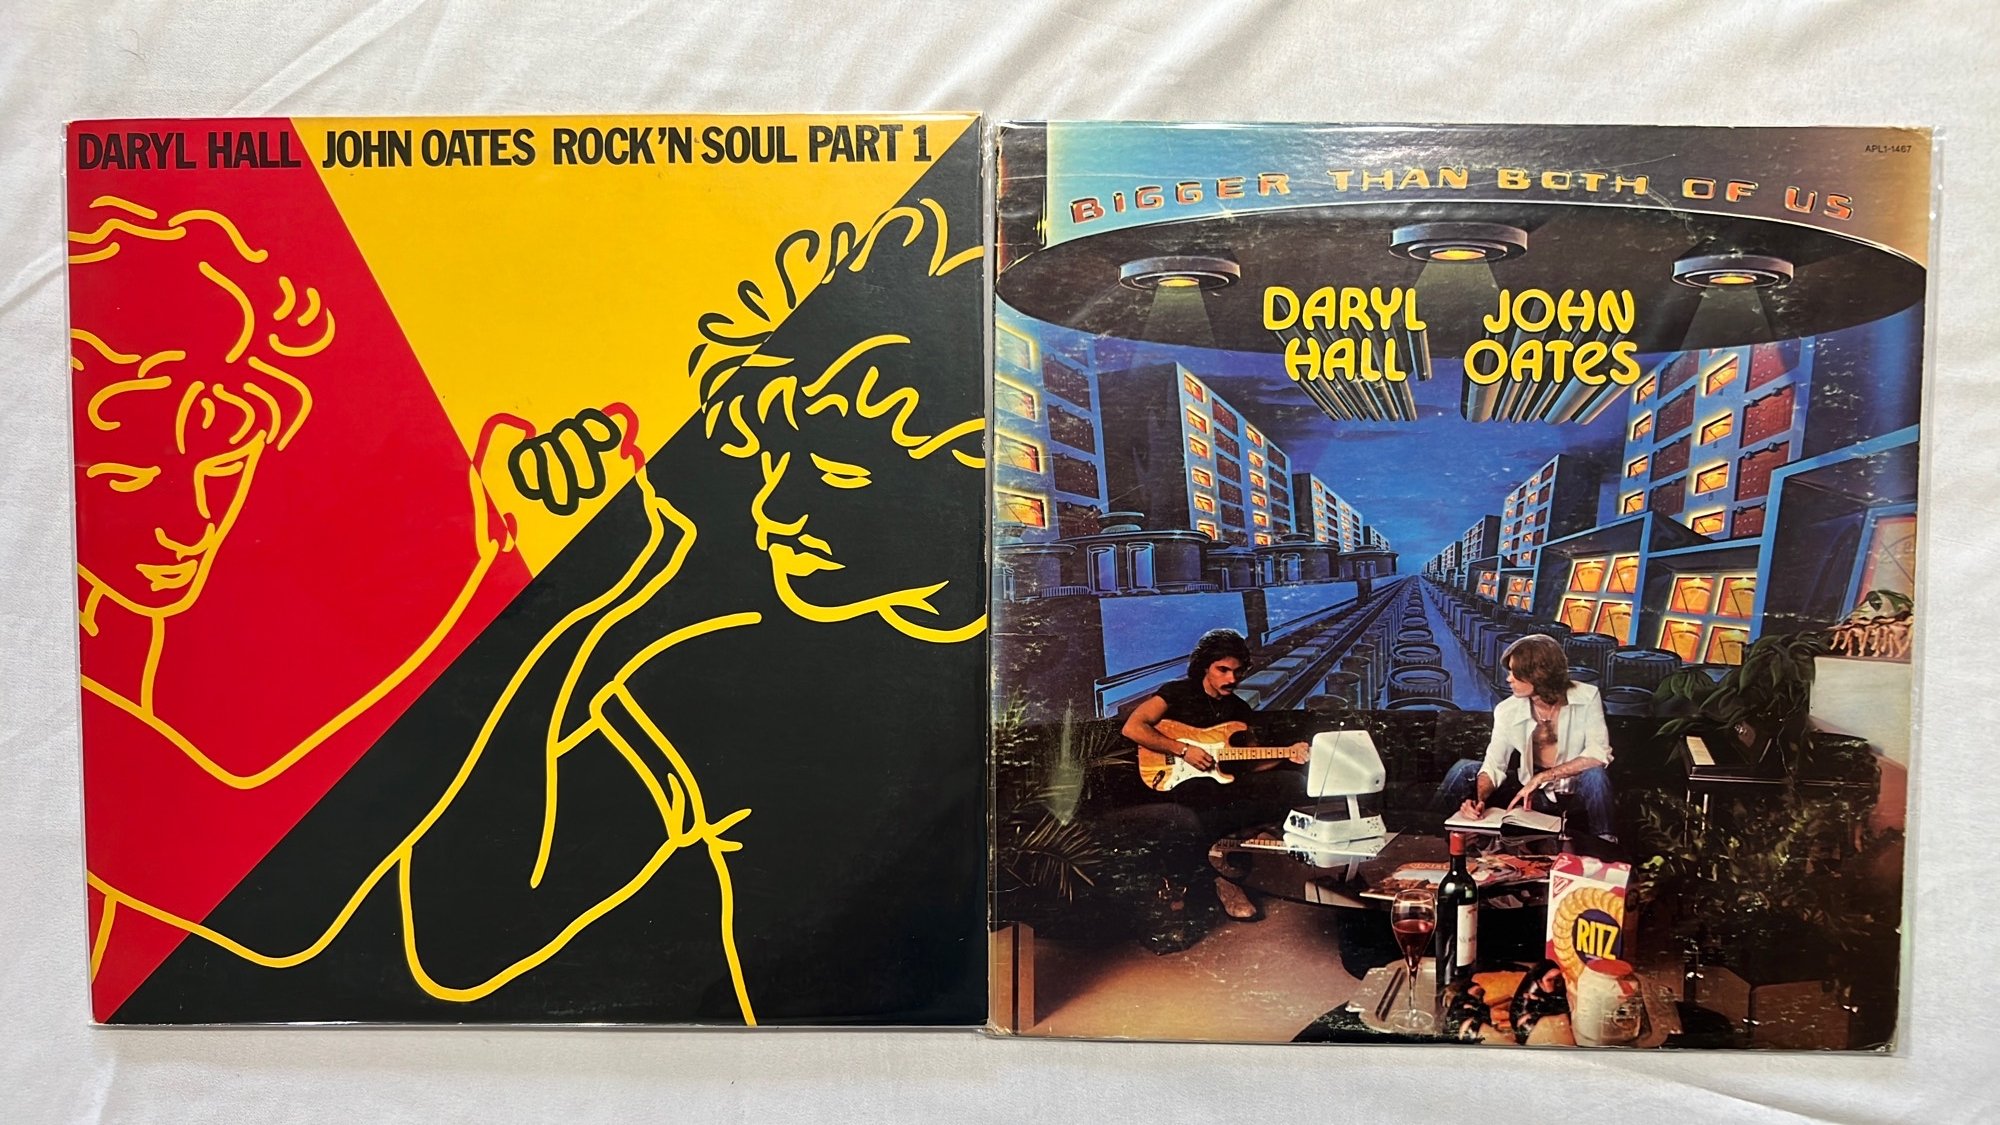 DARYL HALL JOHN OATES ROCK'N SOUL PART 1
APL1-1467
BIGGER THAN BOTH OF US
DARYL JOHN
HALL OATES
RITZ